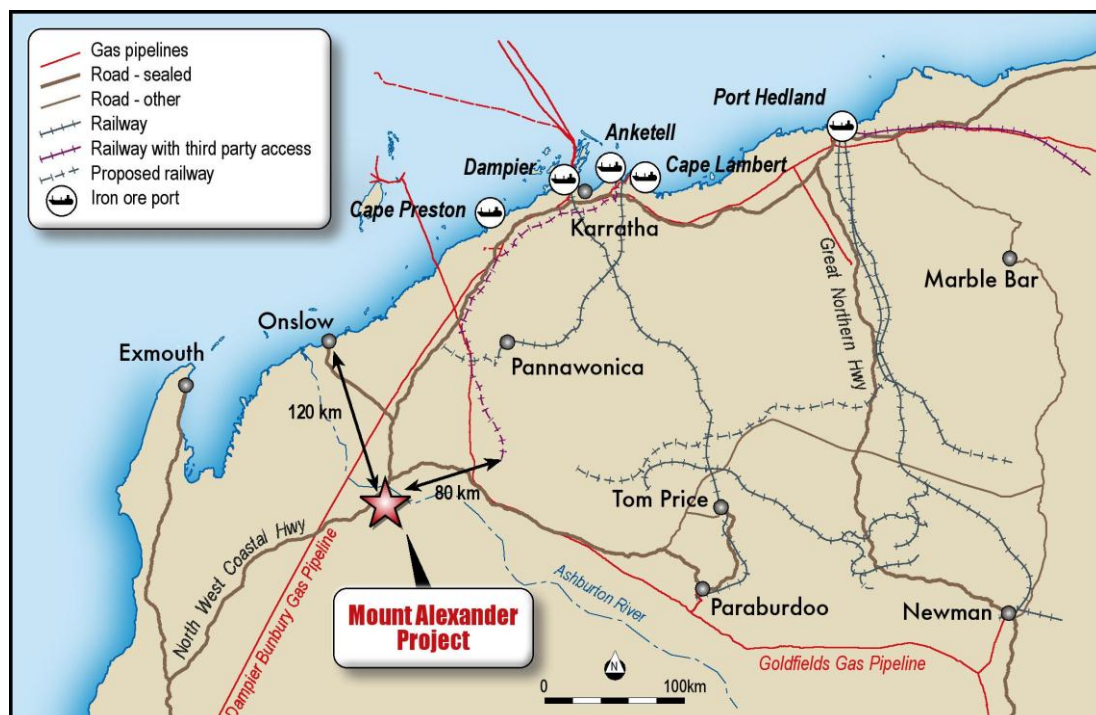 Gas pipelines
Road - sealed
Road - other
Railway
Railway with third party access
Proposed railway
Iron ore port
Port Hedland
Anketell
Dampier
Cape Lambert
Cape Preston
Karratha
Marble Bar
Great Northern Hwy
Onslow
Exmouth
Pannawonica
120 km
80 km
Tom Price
North West Coastal Hwy
Dampier Bunbury Gas Pipeline
Mount Alexander
Project
Ashburton River
Paraburdoo
Newman
Goldfields Gas Pipeline
N
0 100km